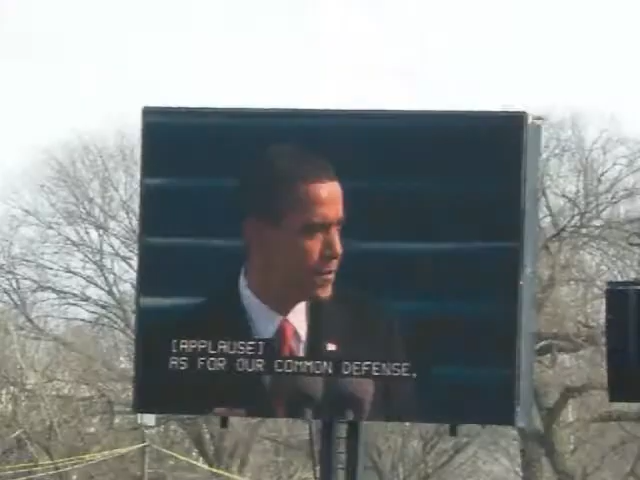 [APPLAUSE]
AS FOR OUR COMMON DEFENSE,